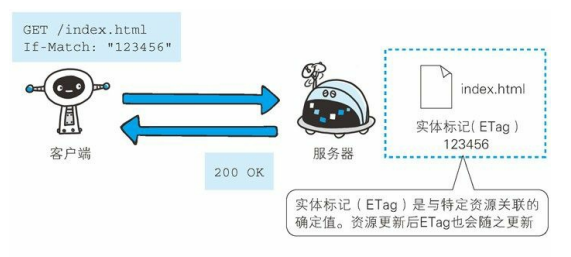 GET /index.html
If-Match: "123456"
客户端
200 OK
服务器
index.html
实体标记（ETag）
123456
实体标记（ETag）是与特定资源关联的
确定值。资源更新后ETag也会随之更新